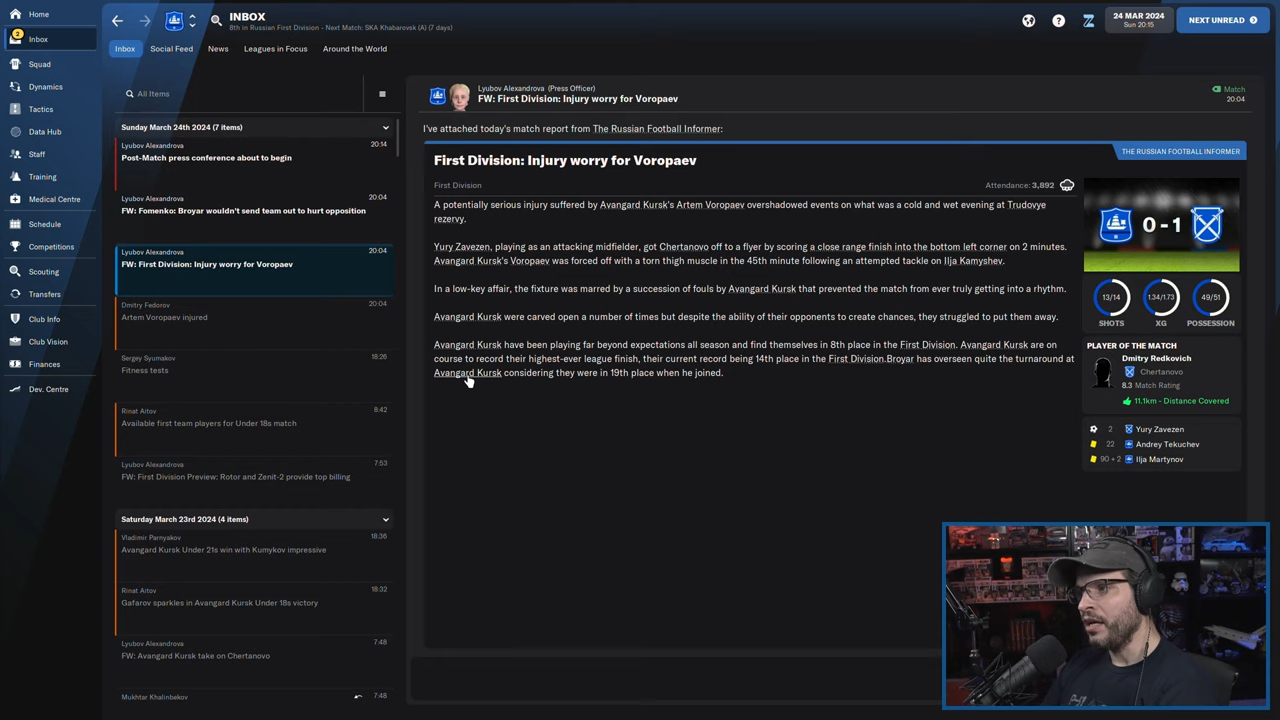 Home
2
Inbox
Squad
Dynamics
Tactics
Data Hub
Staff
Training
Medical Centre
Schedule
Competitions
Scouting
Transfers
Club Info
Club Vision
Finances
Dev. Centre
INBOX
8th in Russian First Division - Next Match: SKA Khabarovsk (A) (7 days)
24 MAR 2024
Sun 20:15
NEXT UNREAD
Inbox
Social Feed
News
Leagues in Focus
Around the World
All Items
Sunday March 24th 2024 (7 items)
Lyubov Alexandrova 20:14
Post-Match press conference about to begin
Lyubov Alexandrova 20:04
FW: Fomenko: Broyar wouldn't send team out to hurt opposition
Lyubov Alexandrova 20:04
FW: First Division: Injury worry for Voropaev
Dmitry Fedorov 20:04
Artem Voropaev injured
Sergey Syumakov 18:26
Fitness tests
Rinat Aitov 8:42
Available first team players for Under 18s match
Lyubov Alexandrova 7:53
FW: First Division Preview: Rotor and Zenit-2 provide top billing
Saturday March 23rd 2024 (4 items)
Vladimir Parnyakov 18:36
Avangard Kursk Under 21s win with Kumykov impressive
Rinat Aitov 18:32
Gafarov sparkles in Avangard Kursk Under 18s victory
Lyubov Alexandrova 7:48
FW: Avangard Kursk take on Chertanovo
Mukhtar Khalinbekov 7:48
Lyubov Alexandrova (Press Officer)
FW: First Division: Injury worry for Voropaev
Match
20:04
I've attached today's match report from The Russian Football Informer:
First Division: Injury worry for Voropaev
THE RUSSIAN FOOTBALL INFORMER
First Division
Attendance: 3,892
A potentially serious injury suffered by Avangard Kursk's Artem Voropaev overshadowed events on what was a cold and wet evening at Trudovye
rezervy.
Yury Zavezen, playing as an attacking midfielder, got Chertanovo off to a flyer by scoring a close range finish into the bottom left corner on 2 minutes.
Avangard Kursk's Voropaev was forced off with a torn thigh muscle in the 45th minute following an attempted tackle on Ilja Kamyshev.
In a low-key affair, the fixture was marred by a succession of fouls by Avangard Kursk that prevented the match from ever truly getting into a rhythm.
Avangard Kursk were carved open a number of times but despite the ability of their opponents to create chances, they struggled to put them away.
Avangard Kursk have been playing far beyond expectations all season and find themselves in 8th place in the First Division. Avangard Kursk are on
course to record their highest-ever league finish, their current record being 14th place in the First Division.Broyar has overseen quite the turnaround at
Avangard Kursk considering they were in 19th place when he joined.
0 - 1
13/14
1.34/1.73
49/51
SHOTS
XG
POSSESSION
PLAYER OF THE MATCH
Dmitry Redkovich
Chertanovo
8.3 Match Rating
11.1km - Distance Covered
2 Yury Zavezen
22 Andrey Tekuchev
90 + 2 Ilja Martynov